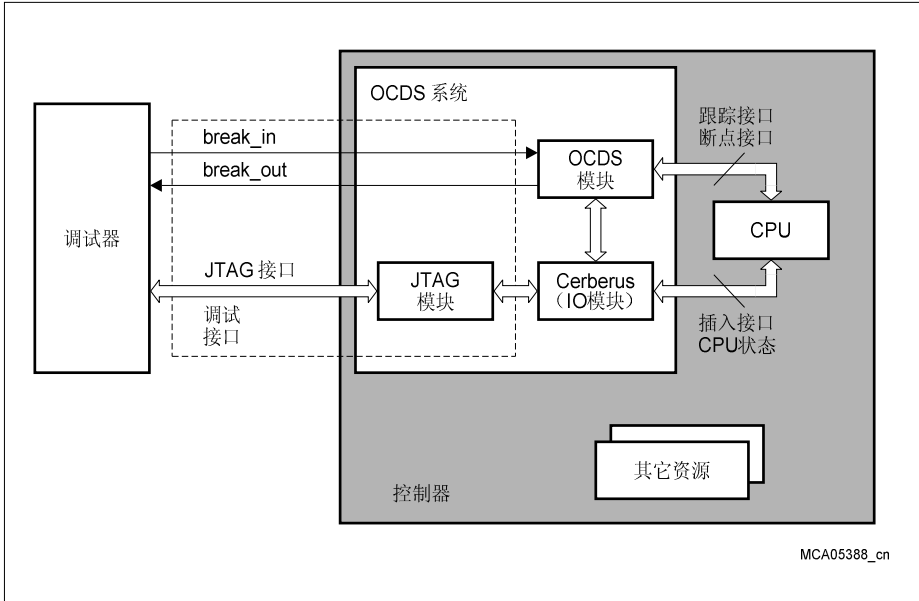 OCDS 系统
break_in
break_out
调试器
JTAG 接口
调试
接口
OCDS
模块
JTAG
模块
Cerberus
（IO模块）
跟踪接口
断点接口
CPU
插入接口
CPU状态
其它资源
控制器
MCA05388_cn